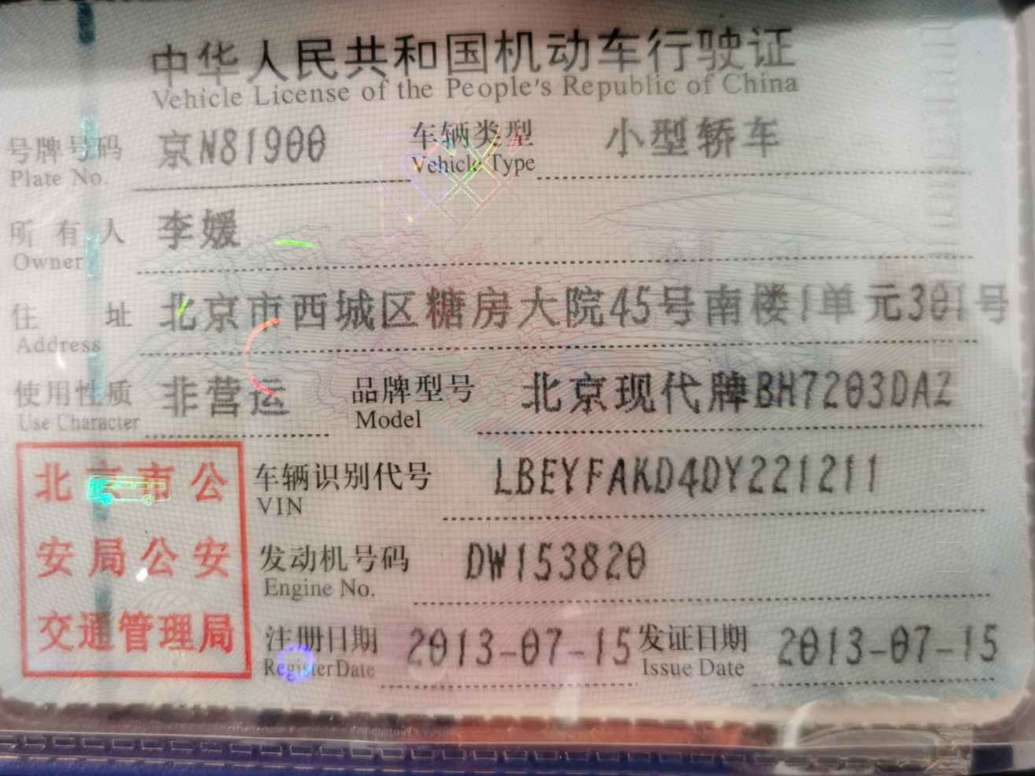 中华人民共和国机动车行驶证
Vehicle License of the People's Republic of China
号牌号码 京N81900 车辆类型 小型轿车
Plate No. Vehicle Type
所有人 李媛
Owner
住址 北京市西城区糖房大院45号南楼1单元301号
Address
使用性质 非营运 品牌型号 北京现代牌BH7203DAZ
Use Character Model
北京市公
安局公安
交通管理局
车辆识别代号 LBEYFAKD4DY221211
VIN
发动机号码 DW153820
Engine No.
注册日期 2013-07-15 发证日期 2013-07-15
Register Date Issue Date